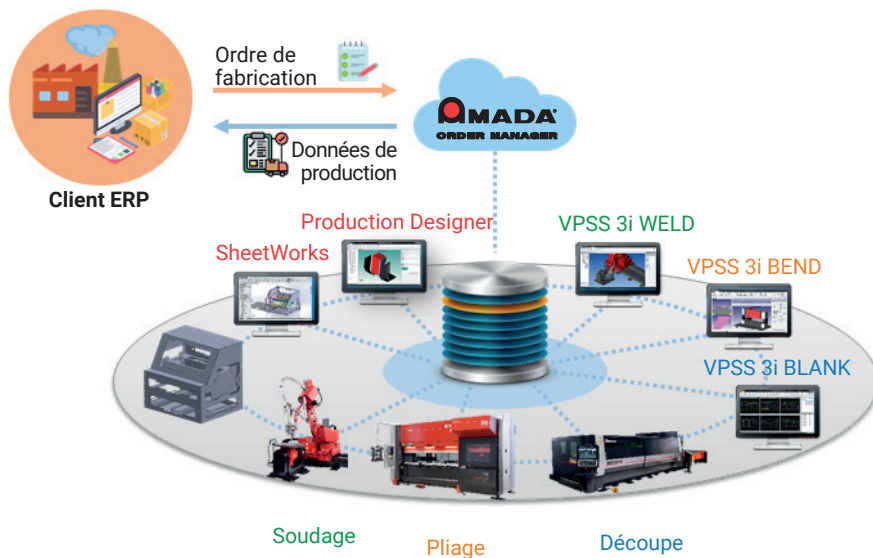 Ordre de
fabrication
AMADA
ORDER MANAGER
Données de
production
Client ERP
Production Designer
VPSS 3i WELD
SheetWorks
VPSS 3i BEND
VPSS 3i BLANK
Soudage
Pliage
Découpe